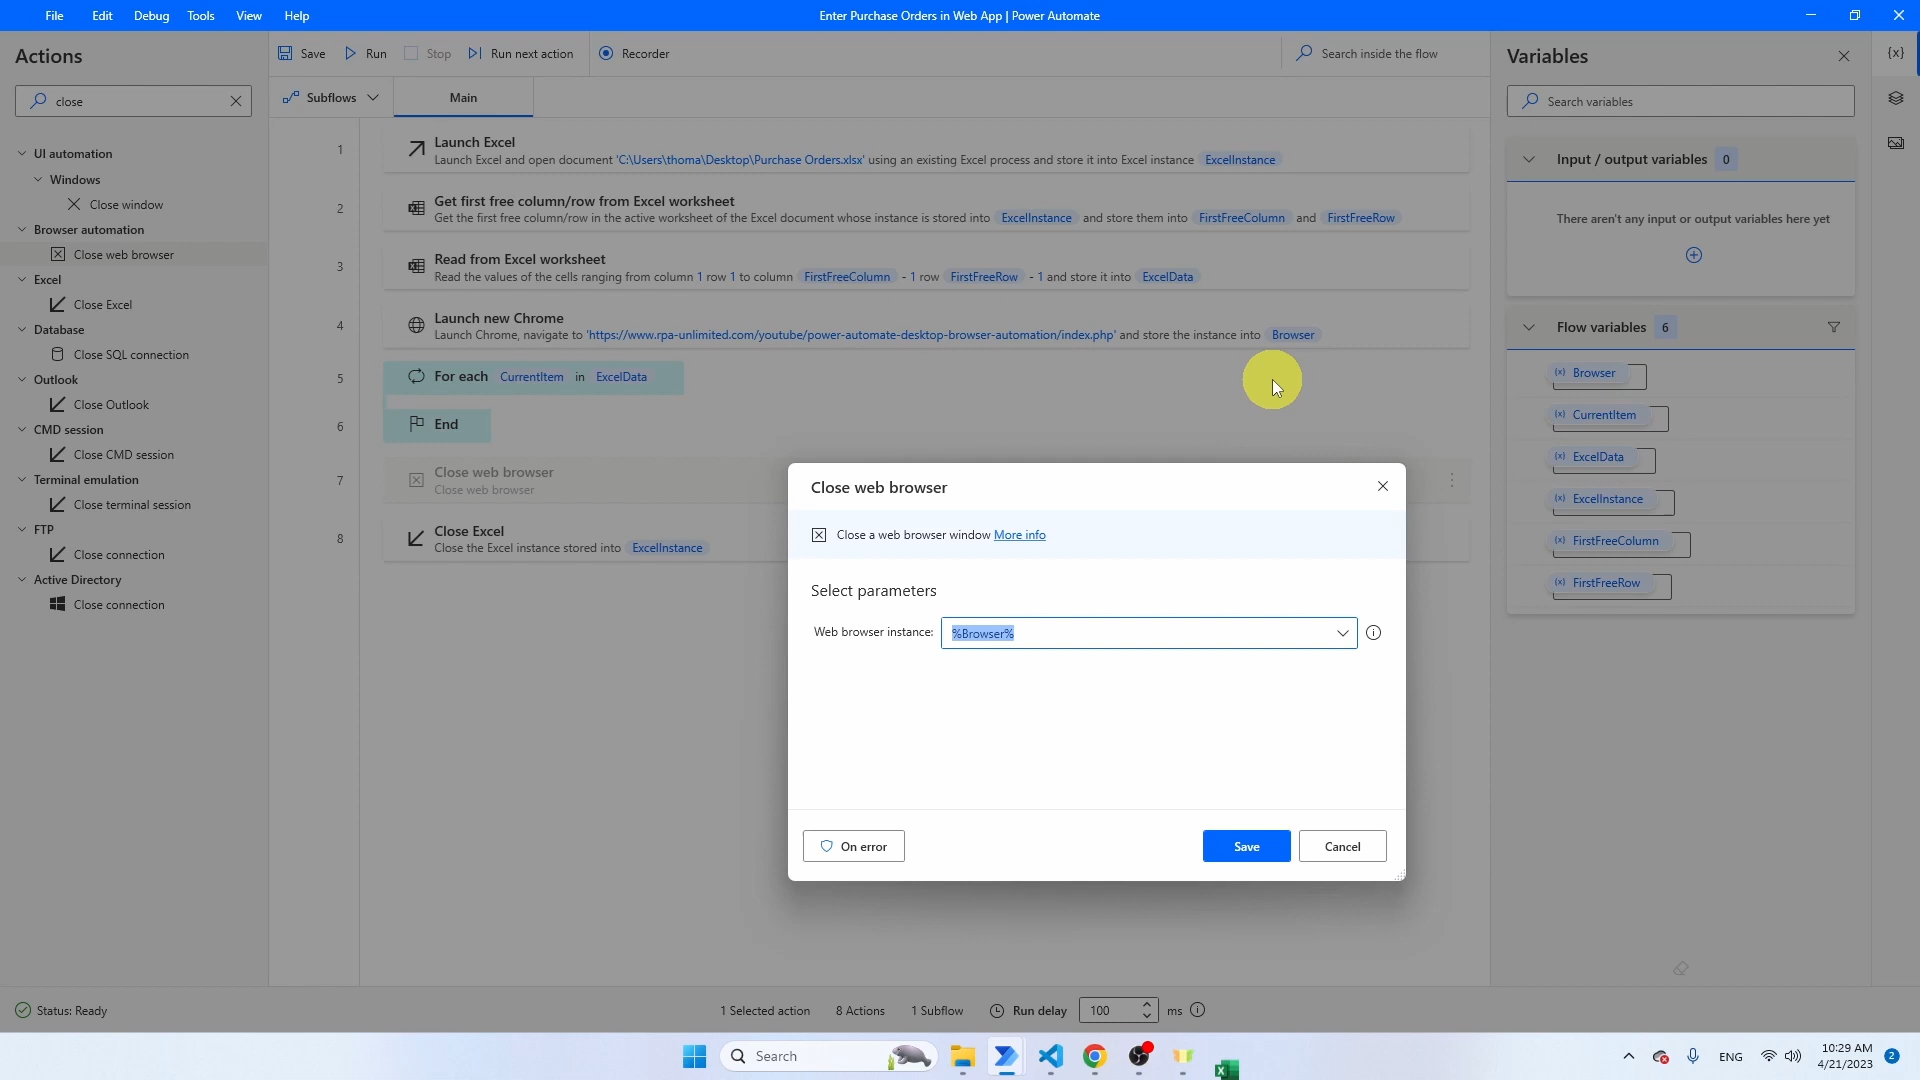 File Edit Debug Tools View Help
Enter Purchase Orders in Web App | Power Automate
Actions
close
UI automation
Windows
Close window
Browser automation
Close web browser
Excel
Close Excel
Database
Close SQL connection
Outlook
Close Outlook
CMD session
Close CMD session
Terminal emulation
Close terminal session
FTP
Close connection
Active Directory
Close connection
Save Run Stop Run next action Recorder
Search inside the flow
Subflows Main
1
Launch Excel
Launch Excel and open document 'C:\Users\thoma\Desktop\Purchase Orders.xlsx' using an existing Excel process and store it into Excel instance ExcelInstance
2
Get first free column/row from Excel worksheet
Get the first free column/row in the active worksheet of the Excel document whose instance is stored into ExcelInstance and store them into FirstFreeColumn and FirstFreeRow
3
Read from Excel worksheet
Read the values of the cells ranging from column 1 row 1 to column FirstFreeColumn - 1 row FirstFreeRow - 1 and store it into ExcelData
4
Launch new Chrome
Launch Chrome, navigate to 'https://www.rpa-unlimited.com/youtube/power-automate-desktop-browser-automation/index.php' and store the instance into Browser
5
For each CurrentItem in ExcelData
6
End
7
Close web browser
Close web browser
8
Close Excel
Close the Excel instance stored into ExcelInstance
Close web browser
Close a web browser window More info
Select parameters
Web browser instance: %Browser%
On error
Save Cancel
Variables
{x}
Search variables
Input / output variables 0
There aren't any input or output variables here yet
Flow variables 6
(x) Browser
(x) CurrentItem
(x) ExcelData
(x) ExcelInstance
(x) FirstFreeColumn
(x) FirstFreeRow
Status: Ready
1 Selected action 8 Actions 1 Subflow Run delay 100 ms
Search
ENG
10:29 AM
4/21/2023
2